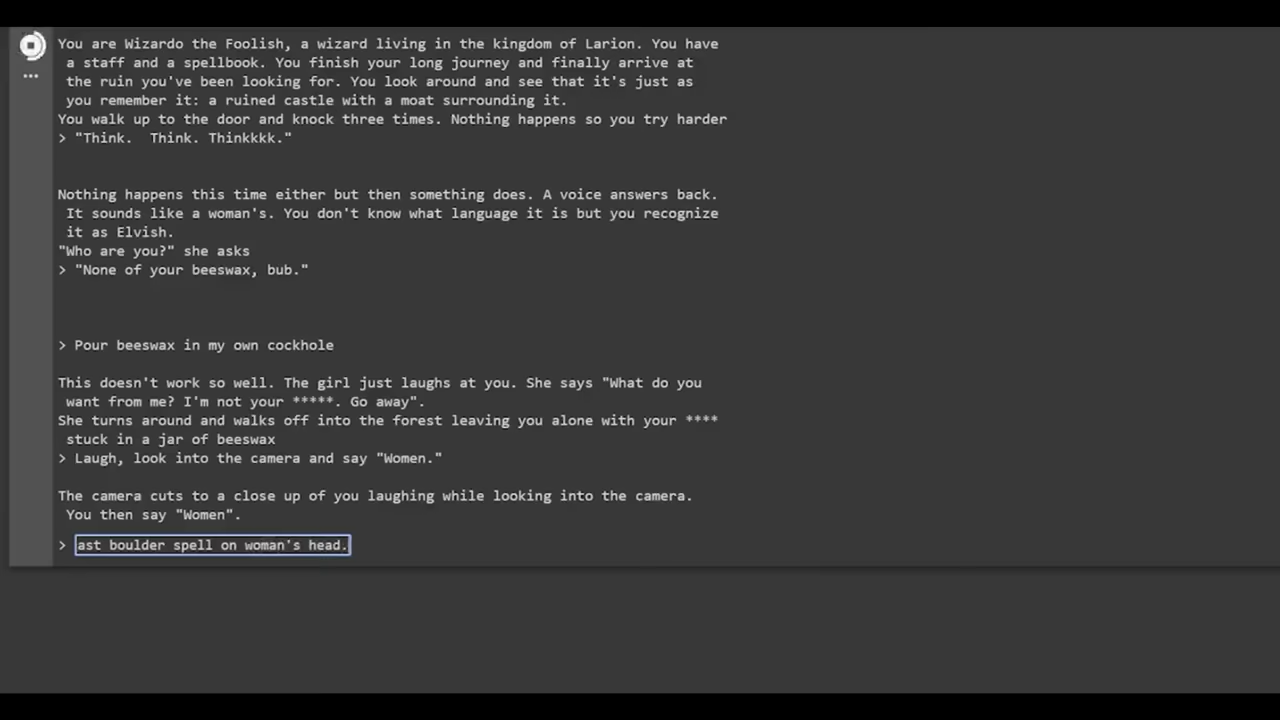 You are Wizardo the Foolish, a wizard living in the kingdom of Larion. You have
a staff and a spellbook. You finish your long journey and finally arrive at
the ruin you've been looking for. You look around and see that it's just as
you remember it: a ruined castle with a moat surrounding it.
You walk up to the door and knock three times. Nothing happens so you try harder
> "Think.  Think. Thinkkkk."
Nothing happens this time either but then something does. A voice answers back.
It sounds like a woman's. You don't know what language it is but you recognize
it as Elvish.
"Who are you?" she asks
> "None of your beeswax, bub."
> Pour beeswax in my own cockhole
This doesn't work so well. The girl just laughs at you. She says "What do you
want from me? I'm not your *****. Go away".
She turns around and walks off into the forest leaving you alone with your ****
stuck in a jar of beeswax
> Laugh, look into the camera and say "Women."
The camera cuts to a close up of you laughing while looking into the camera.
You then say "Women".
> ast boulder spell on woman's head.